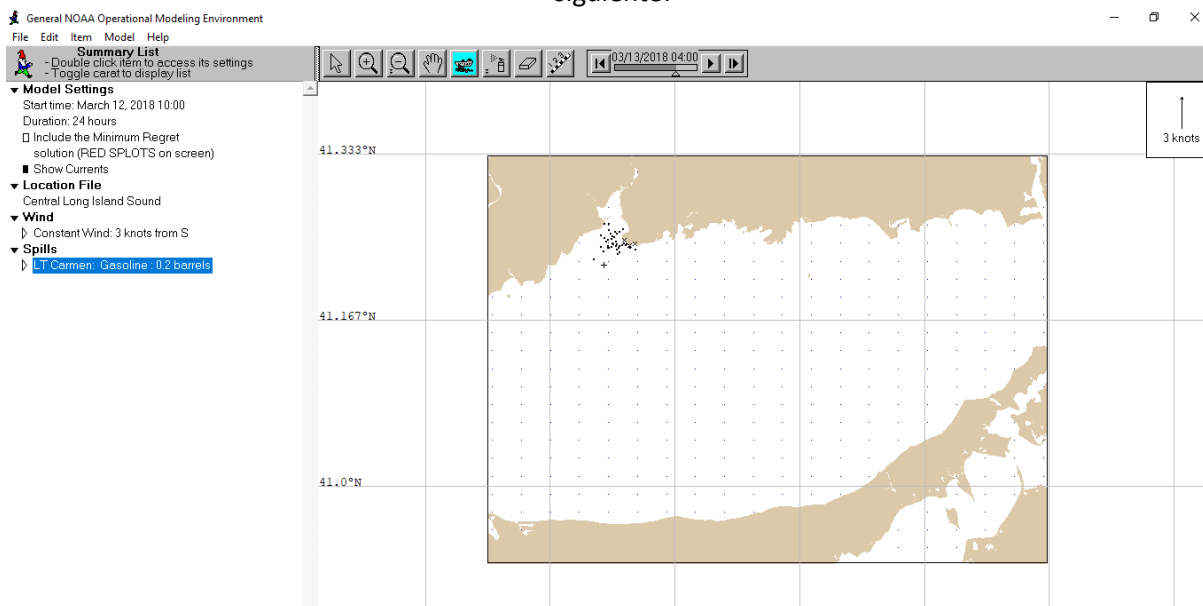 siguiente:
General NOAA Operational Modeling Environment
File Edit Item Model Help
Summary List
- Double click item to access its settings
- Toggle carat to display list
03/13/2018 04:00
Model Settings
Start time: March 12, 2018 10:00
Duration: 24 hours
Include the Minimum Regret
solution (RED SPLOTS on screen)
Show Currents
Location File
Central Long Island Sound
Wind
Constant Wind: 3 knots from S
Spills
LT Carmen: Gasoline : 0.2 barrels
3 knots
41.333°N
41.167°N
41.0°N